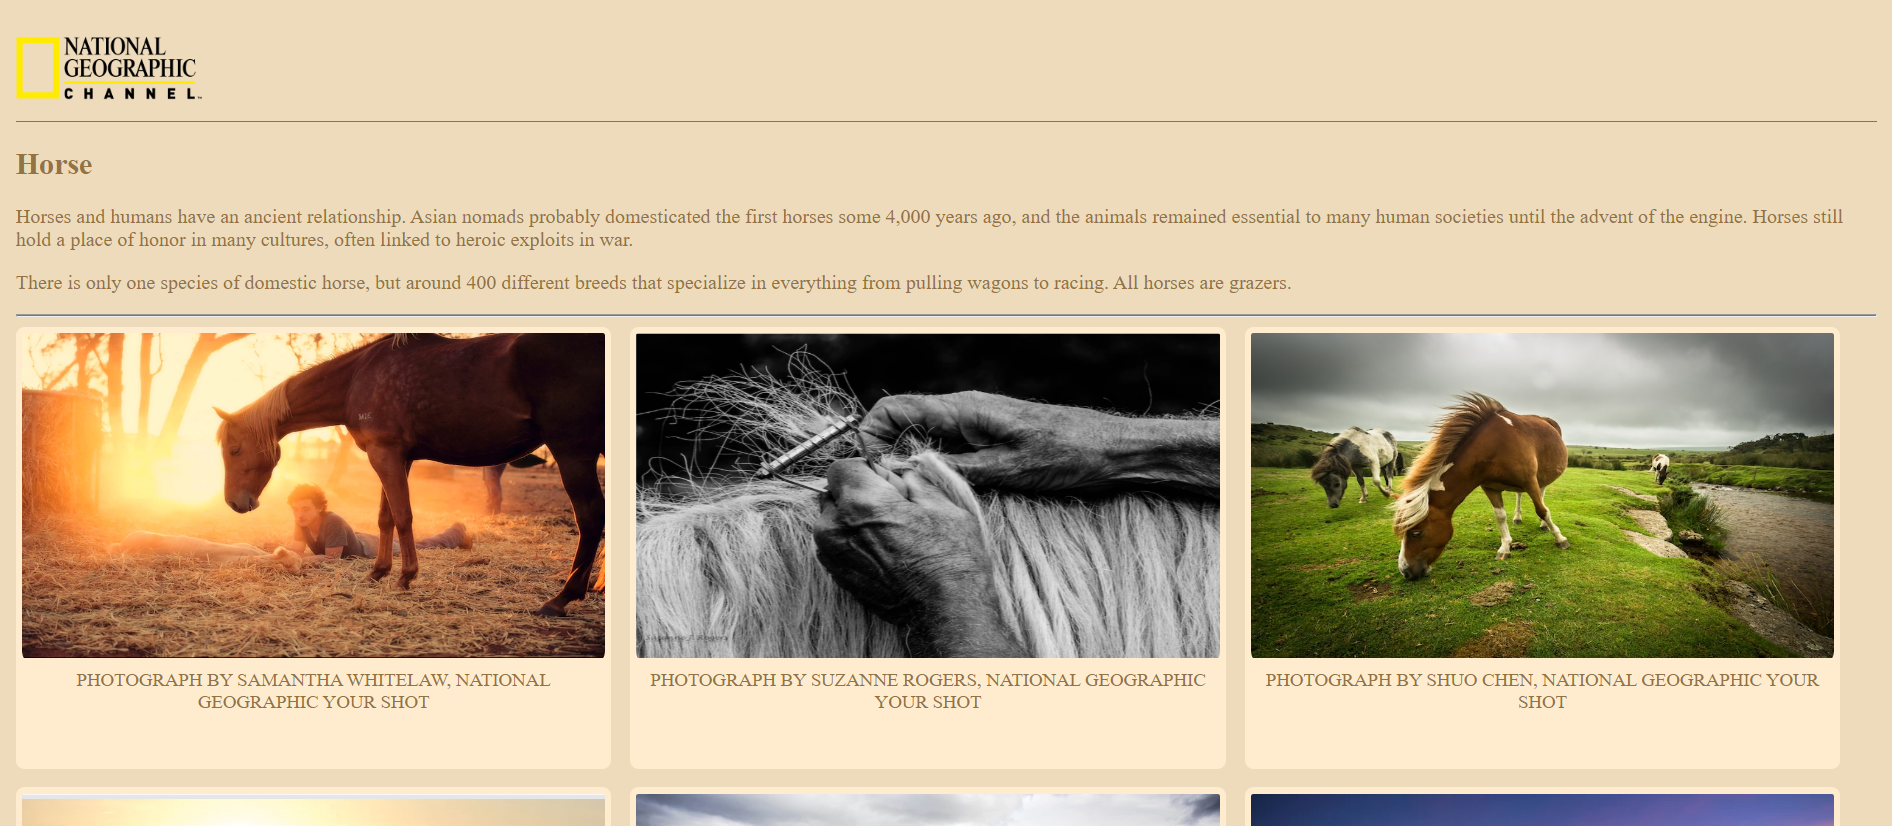 NATIONAL
GEOGRAPHIC
CHANNEL
Horse
Horses and humans have an ancient relationship. Asian nomads probably domesticated the first horses some 4,000 years ago, and the animals remained essential to many human societies until the advent of the engine. Horses still
hold a place of honor in many cultures, often linked to heroic exploits in war.
There is only one species of domestic horse, but around 400 different breeds that specialize in everything from pulling wagons to racing. All horses are grazers.
Suzanne F Rogers
PHOTOGRAPH BY SAMANTHA WHITELAW, NATIONAL
GEOGRAPHIC YOUR SHOT
PHOTOGRAPH BY SUZANNE ROGERS, NATIONAL GEOGRAPHIC
YOUR SHOT
PHOTOGRAPH BY SHUO CHEN, NATIONAL GEOGRAPHIC YOUR
SHOT